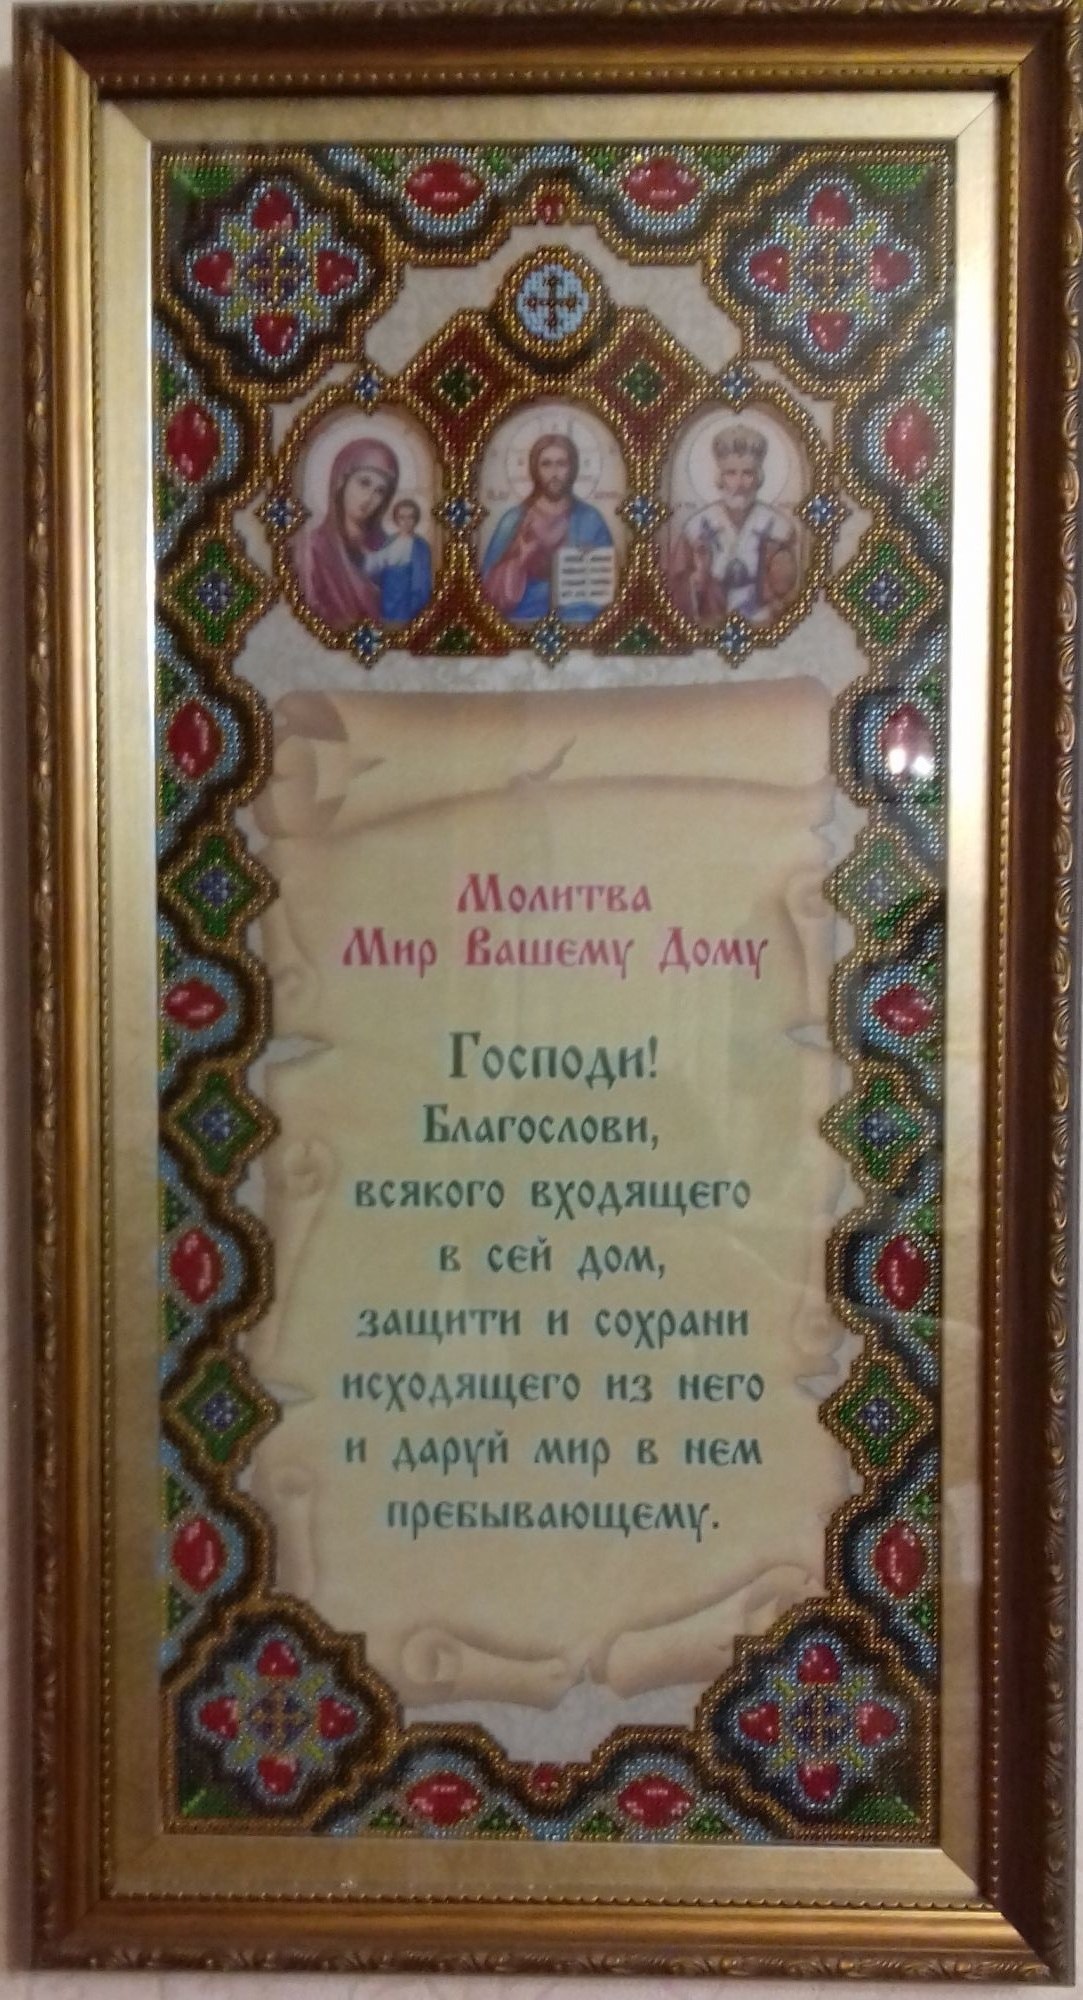 Молитва
Мир Вашему Дому
Господи!
Благослови,
всякого входящего
в сей дом,
защити и сохрани
исходящего из него
и даруй мир в нем
пребывающему.